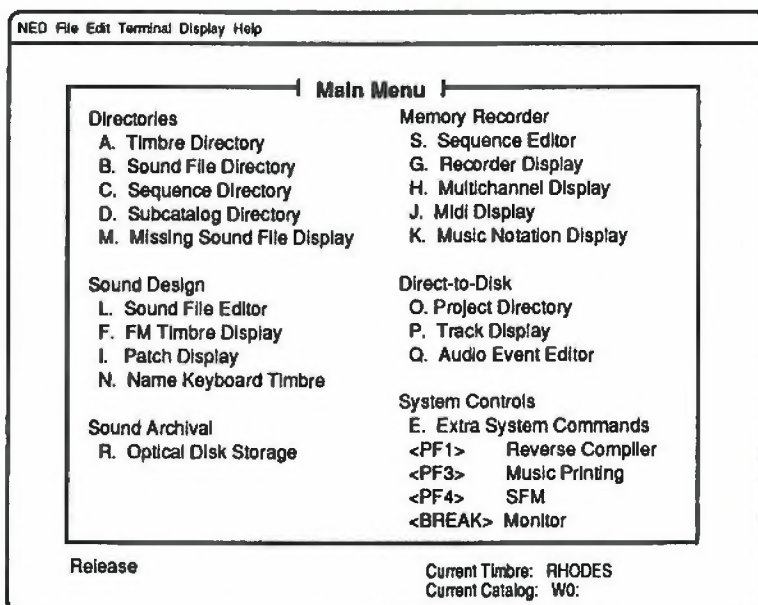 NED File Edit Terminal Display Help
Main Menu
Directories
A. Timbre Directory
B. Sound File Directory
C. Sequence Directory
D. Subcatalog Directory
M. Missing Sound File Display
Sound Design
L. Sound File Editor
F. FM Timbre Display
I. Patch Display
N. Name Keyboard Timbre
Sound Archival
R. Optical Disk Storage
Memory Recorder
S. Sequence Editor
G. Recorder Display
H. Multichannel Display
J. Midi Display
K. Music Notation Display
Direct-to-Disk
O. Project Directory
P. Track Display
Q. Audio Event Editor
System Controls
E. Extra System Commands
<PF1> Reverse Compiler
<PF3> Music Printing
<PF4> SFM
<BREAK> Monitor
Release
Current Timbre: RHODES
Current Catalog: W0: